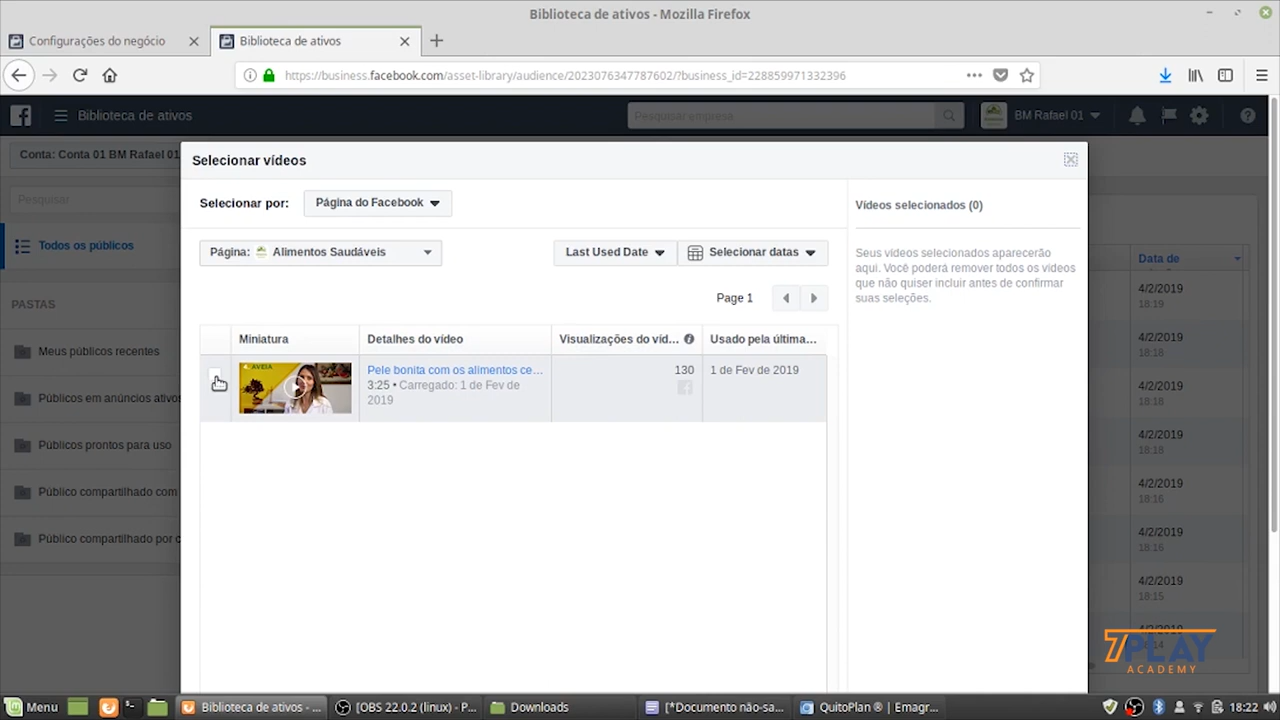 Biblioteca de ativos - Mozilla Firefox
Configurações do negócio
Biblioteca de ativos
https://business.facebook.com/asset-library/audience/2023076347787602/?business_id=228859971332396
Biblioteca de ativos
Pesquisar empresa
BM Rafael 01
Conta: Conta 01 BM Rafael 01
Pesquisar
Todos os públicos
PASTAS
Meus públicos recentes
Públicos em anúncios ativos
Públicos prontos para uso
Público compartilhado com
Público compartilhado por c
Selecionar vídeos
Selecionar por: Página do Facebook
Página: Alimentos Saudáveis
Last Used Date
Selecionar datas
Page 1
Miniatura
Detalhes do vídeo
Visualizações do víd...
Usado pela última...
AVEIA
Pele bonita com os alimentos ce...
3:25 • Carregado: 1 de Fev de
2019
130
1 de Fev de 2019
Vídeos selecionados (0)
Seus vídeos selecionados aparecerão
aqui. Você poderá remover todos os vídeos
que não quiser incluir antes de confirmar
suas seleções.
Data de
4/2/2019
18:19
4/2/2019
18:18
4/2/2019
18:18
4/2/2019
18:18
4/2/2019
18:16
4/2/2019
18:16
4/2/2019
18:15
4/2/2019
7PLAY
ACADEMY
Menu
Biblioteca de ativos - ...
OBS 22.0.2 (linux) - P...
Downloads
[*Documento não-sa...
QuitoPlan ® | Emagr...
18:22